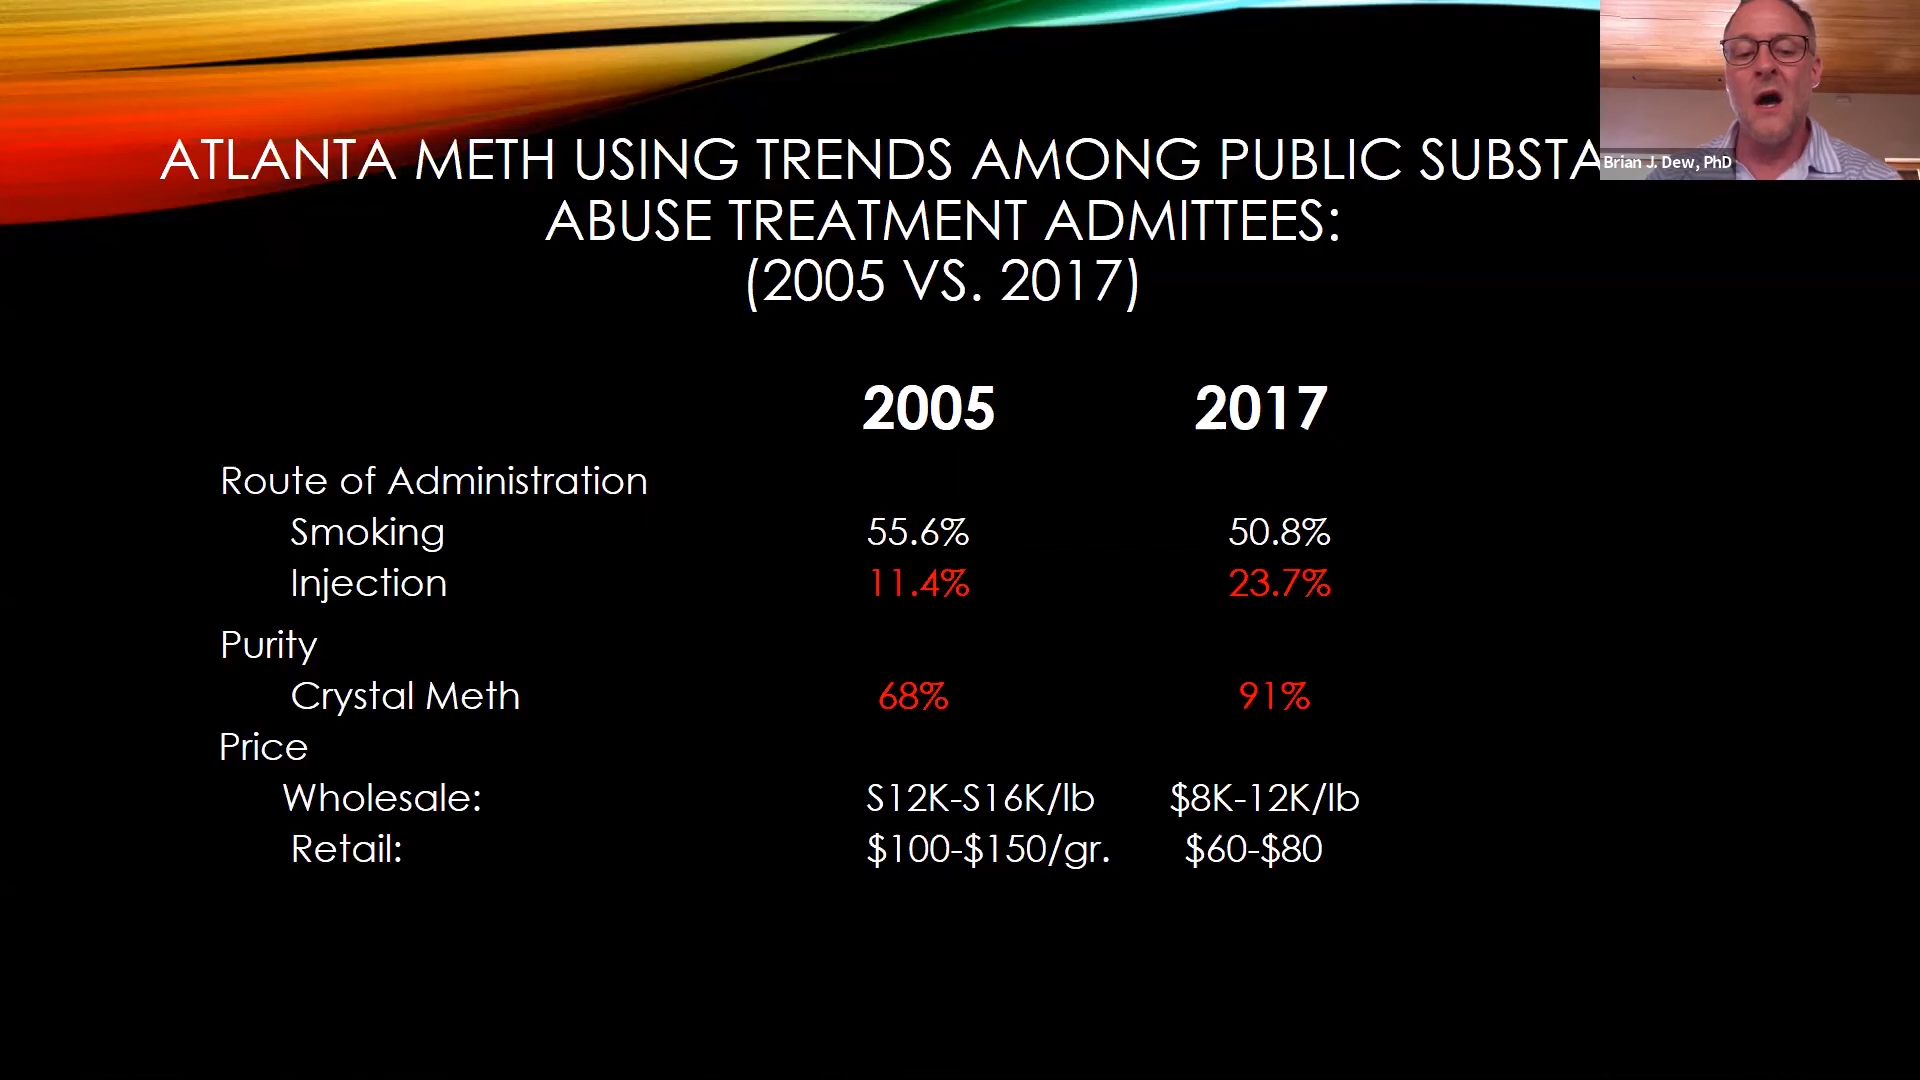 ATLANTA METH USING TRENDS AMONG PUBLIC SUBSTA
ABUSE TREATMENT ADMITTEES:
(2005 VS. 2017)
Brian J. Dew, PhD
2005 2017
Route of Administration
Smoking 55.6% 50.8%
Injection 11.4% 23.7%
Purity
Crystal Meth 68% 91%
Price
Wholesale: S12K-S16K/lb $8K-12K/lb
Retail: $100-$150/gr. $60-$80